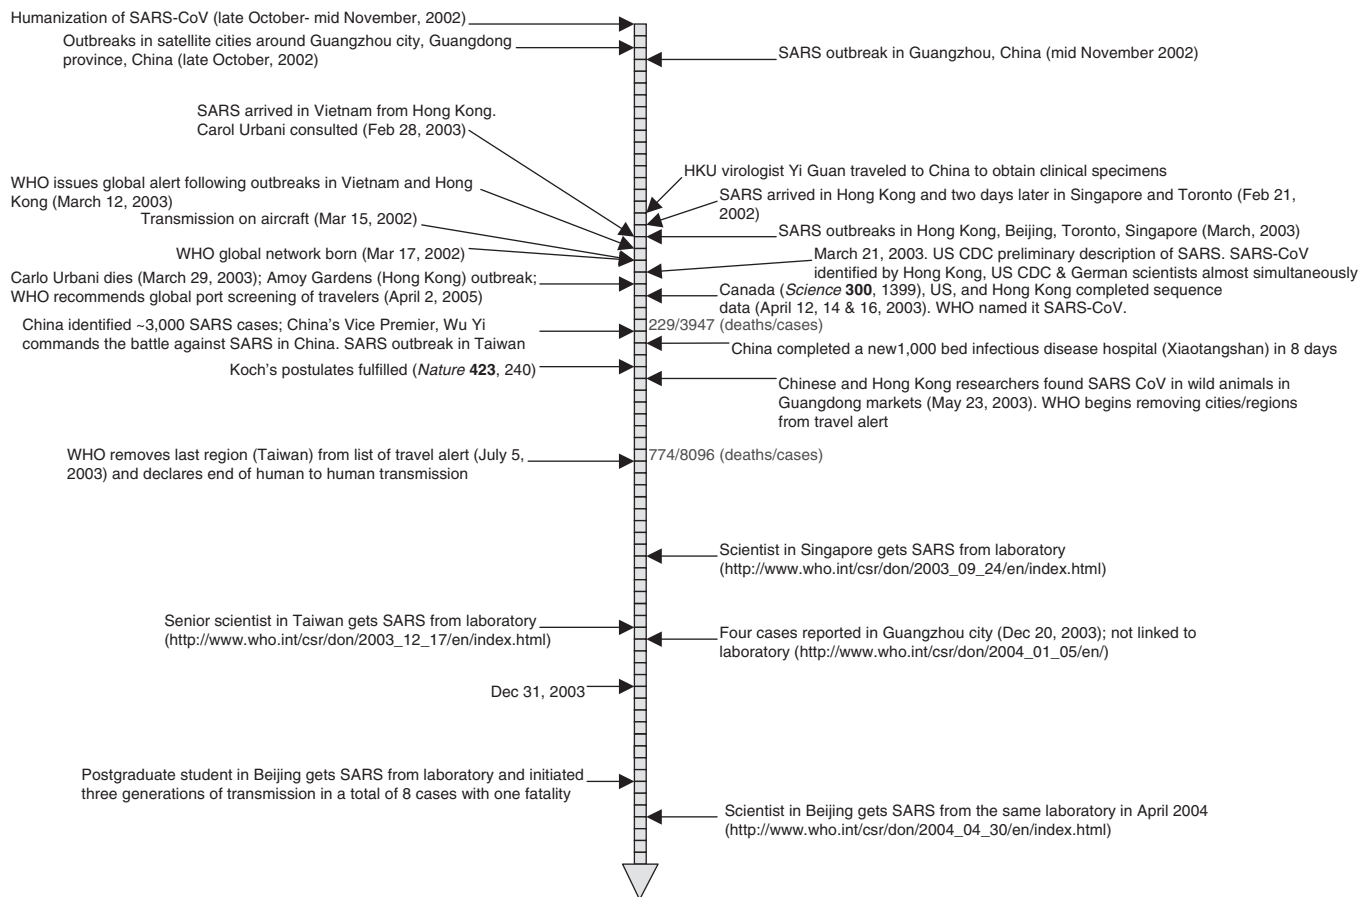 Humanization of SARS-CoV (late October- mid November, 2002)
Outbreaks in satellite cities around Guangzhou city, Guangdong
province, China (late October, 2002)
SARS outbreak in Guangzhou, China (mid November 2002)
SARS arrived in Vietnam from Hong Kong.
Carol Urbani consulted (Feb 28, 2003)
HKU virologist Yi Guan traveled to China to obtain clinical specimens
WHO issues global alert following outbreaks in Vietnam and Hong
Kong (March 12, 2003)
SARS arrived in Hong Kong and two days later in Singapore and Toronto (Feb 21,
2002)
Transmission on aircraft (Mar 15, 2002)
SARS outbreaks in Hong Kong, Beijing, Toronto, Singapore (March, 2003)
WHO global network born (Mar 17, 2002)
March 21, 2003. US CDC preliminary description of SARS. SARS-CoV
identified by Hong Kong, US CDC & German scientists almost simultaneously
Carlo Urbani dies (March 29, 2003); Amoy Gardens (Hong Kong) outbreak;
WHO recommends global port screening of travelers (April 2, 2005)
Canada (Science 300, 1399), US, and Hong Kong completed sequence
data (April 12, 14 & 16, 2003). WHO named it SARS-CoV.
China identified ~3,000 SARS cases; China's Vice Premier, Wu Yi
commands the battle against SARS in China. SARS outbreak in Taiwan
229/3947 (deaths/cases)
China completed a new1,000 bed infectious disease hospital (Xiaotangshan) in 8 days
Koch's postulates fulfilled (Nature 423, 240)
Chinese and Hong Kong researchers found SARS CoV in wild animals in
Guangdong markets (May 23, 2003). WHO begins removing cities/regions
from travel alert
WHO removes last region (Taiwan) from list of travel alert (July 5,
2003) and declares end of human to human transmission
774/8096 (deaths/cases)
Scientist in Singapore gets SARS from laboratory
(http://www.who.int/csr/don/2003_09_24/en/index.html)
Senior scientist in Taiwan gets SARS from laboratory
(http://www.who.int/csr/don/2003_12_17/en/index.html)
Four cases reported in Guangzhou city (Dec 20, 2003); not linked to
laboratory (http://www.who.int/csr/don/2004_01_05/en/)
Dec 31, 2003
Postgraduate student in Beijing gets SARS from laboratory and initiated
three generations of transmission in a total of 8 cases with one fatality
Scientist in Beijing gets SARS from the same laboratory in April 2004
(http://www.who.int/csr/don/2004_04_30/en/index.html)